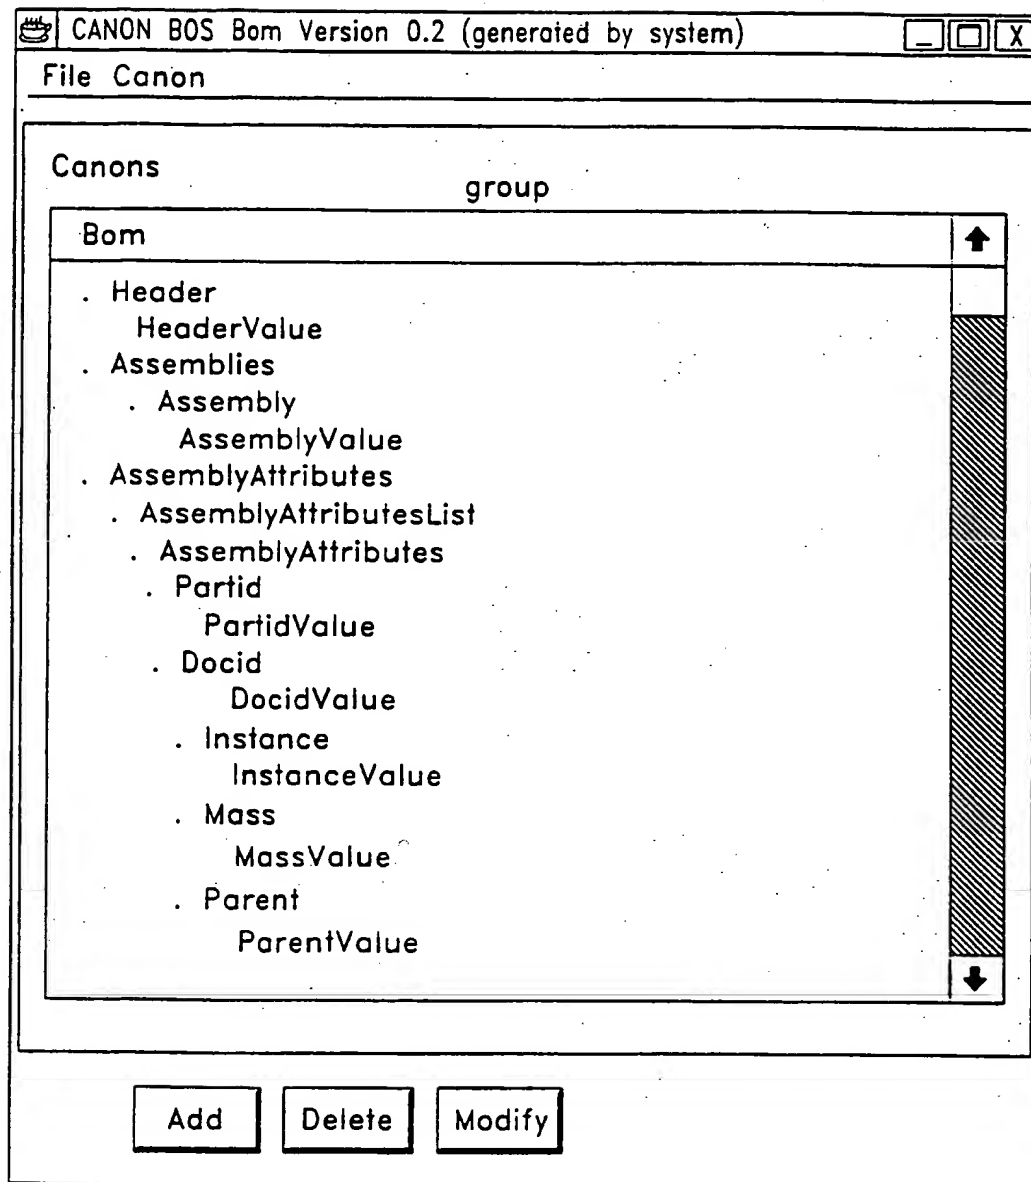 CANON BOS Bom Version 0.2 (generated by system) _ X
File Canon
Canons
group
Bom
. Header
HeaderValue
. Assemblies
. Assembly
AssemblyValue
. AssemblyAttributes
. AssemblyAttributesList
. AssemblyAttributes
. Partid
PartidValue
. Docid
DocidValue
. Instance
InstanceValue
. Mass
MassValue
. Parent
ParentValue
Add Delete Modify